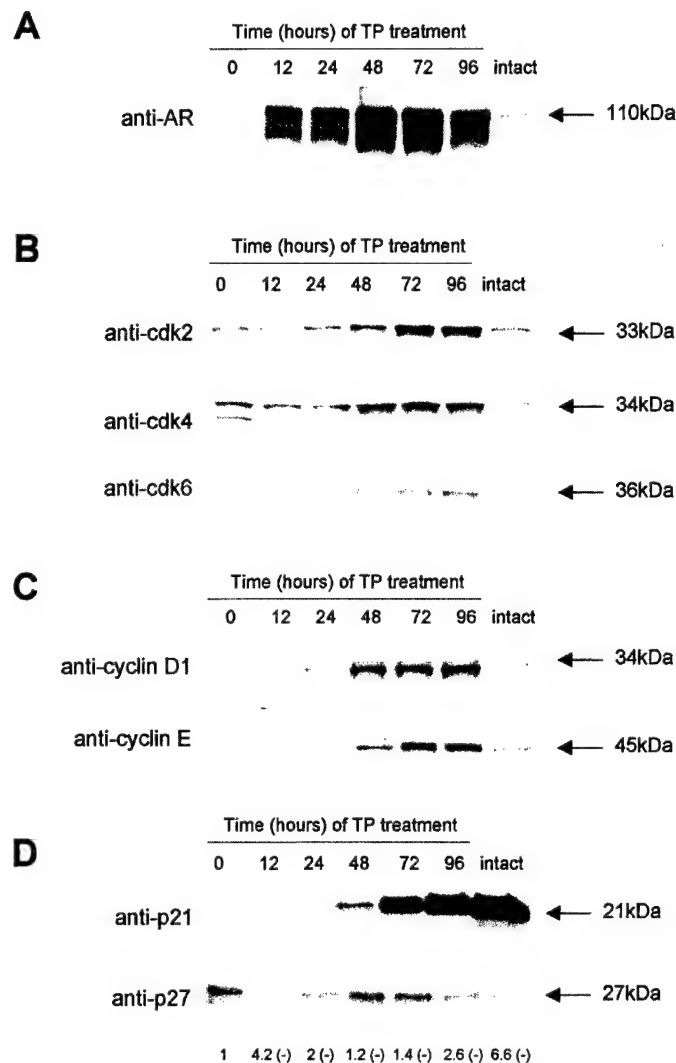 A
Time (hours) of TP treatment
0 12 24 48 72 96 intact
anti-AR 110kDa
B
Time (hours) of TP treatment
0 12 24 48 72 96 intact
anti-cdk2 33kDa
anti-cdk4 34kDa
anti-cdk6 36kDa
C
Time (hours) of TP treatment
0 12 24 48 72 96 intact
anti-cyclin D1 34kDa
anti-cyclin E 45kDa
D
Time (hours) of TP treatment
0 12 24 48 72 96 intact
anti-p21 21kDa
anti-p27 27kDa
1 4.2 (-) 2 (-) 1.2 (-) 1.4 (-) 2.6 (-) 6.6 (-)